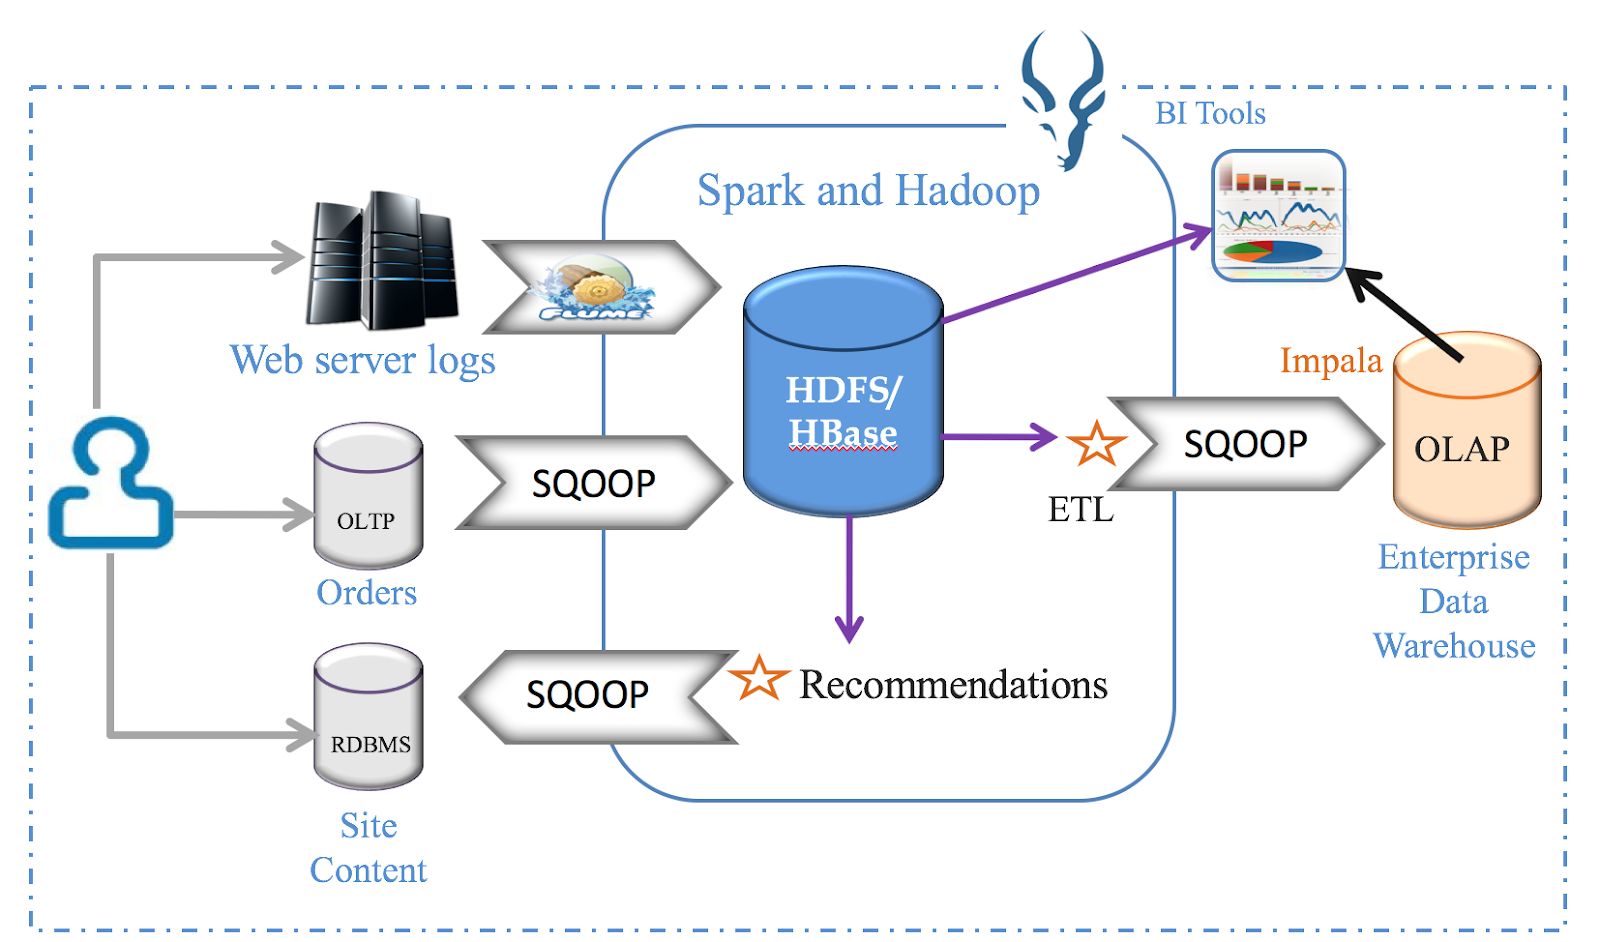 BI Tools
Spark and Hadoop
FLUME
Web server logs
HDFS/
HBase
Impala
SQOOP
OLTP
Orders
SQOOP
OLAP
ETL
Enterprise
Data
Warehouse
SQOOP
Recommendations
RDBMS
Site
Content